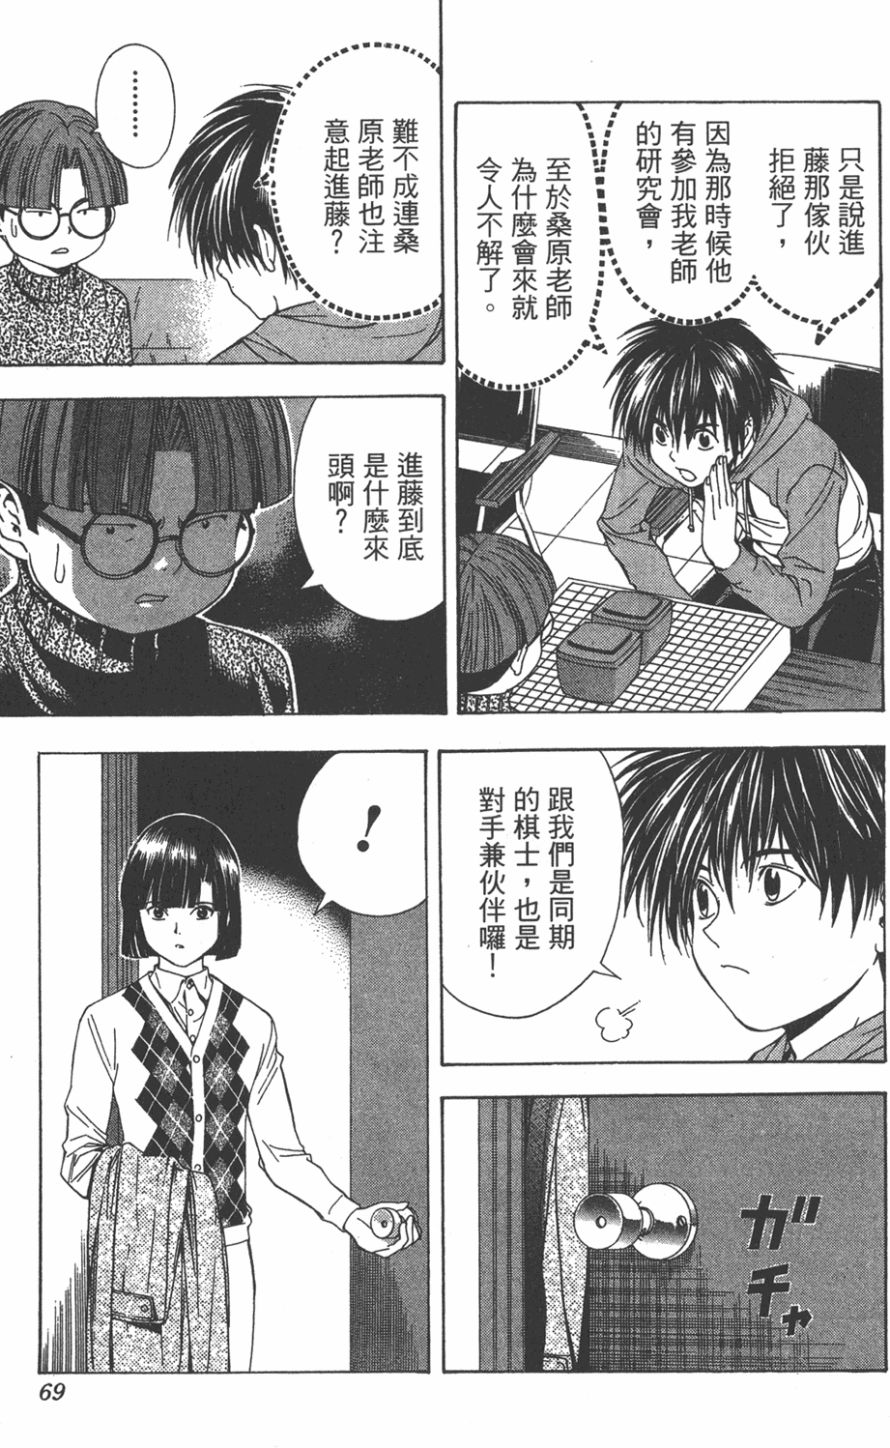 只是說進
藤那傢伙
拒絕了，
因為那時候他
有參加我老師
的研究會，
至於桑原老師
為什麼會來就
令人不解了。
難不成連桑
原老師也注
意起進藤？
………
進藤到底
是什麼來
頭啊？
跟我們是同期
的棋士，也是
對手兼伙伴囉！
ガチャ
！
69